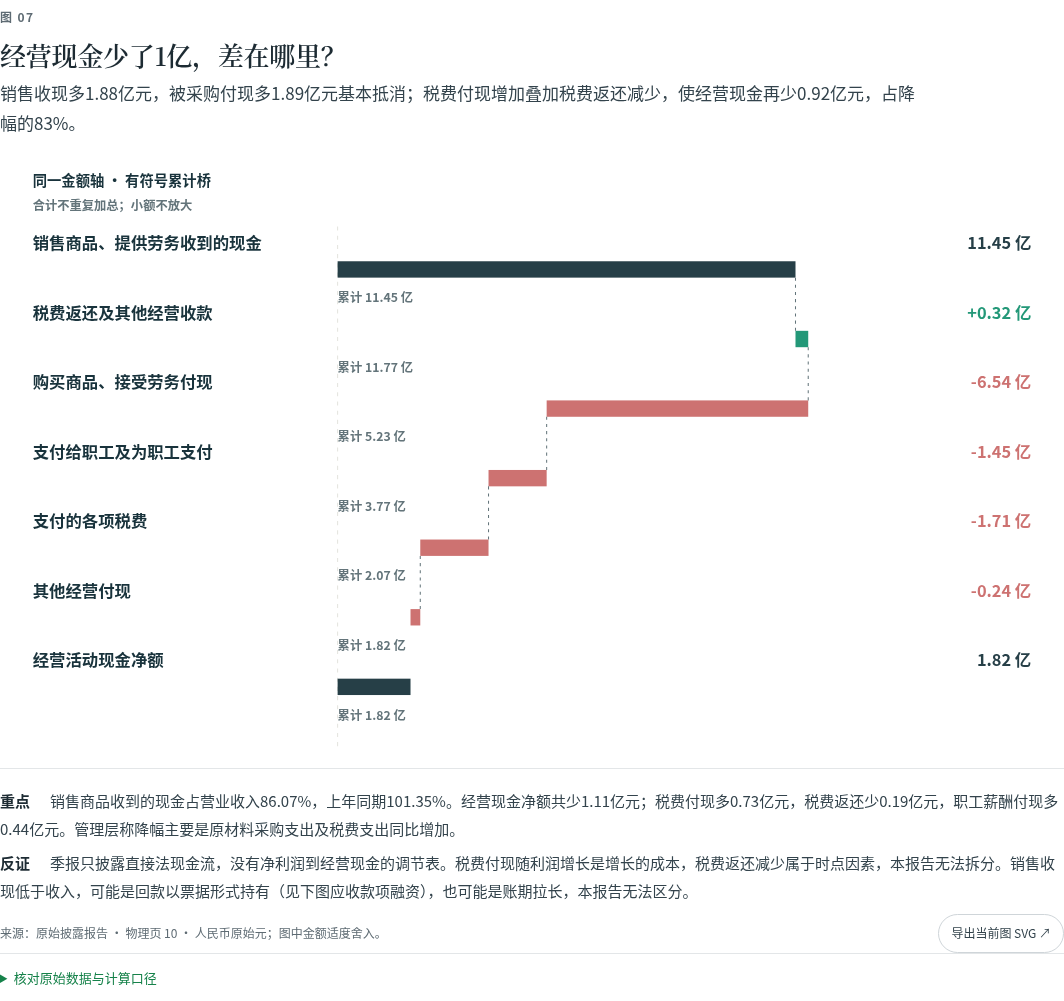 图 07
经营现金少了1亿，差在哪里？
销售收现多1.88亿元，被采购付现多1.89亿元基本抵消；税费付现增加叠加税费返还减少，使经营现金再少0.92亿元，占降
幅的83%。
同一金额轴 · 有符号累计桥
合计不重复加总；小额不放大
销售商品、提供劳务收到的现金
11.45 亿
累计 11.45 亿
税费返还及其他经营收款
+0.32 亿
累计 11.77 亿
购买商品、接受劳务付现
-6.54 亿
累计 5.23 亿
支付给职工及为职工支付
-1.45 亿
累计 3.77 亿
支付的各项税费
-1.71 亿
累计 2.07 亿
其他经营付现
-0.24 亿
累计 1.82 亿
经营活动现金净额
1.82 亿
累计 1.82 亿
重点 销售商品收到的现金占营业收入86.07%，上年同期101.35%。经营现金净额共少1.11亿元；税费付现多0.73亿元，税费返还少0.19亿元，职工薪酬付现多
0.44亿元。管理层称降幅主要是原材料采购支出及税费支出同比增加。
反证 季报只披露直接法现金流，没有净利润到经营现金的调节表。税费付现随利润增长是增长的成本，税费返还减少属于时点因素，本报告无法拆分。销售收
现低于收入，可能是回款以票据形式持有（见下图应收款项融资），也可能是账期拉长，本报告无法区分。
来源：原始披露报告 · 物理页 10 · 人民币原始元；图中金额适度舍入。
导出当前图 SVG ↗
▶ 核对原始数据与计算口径